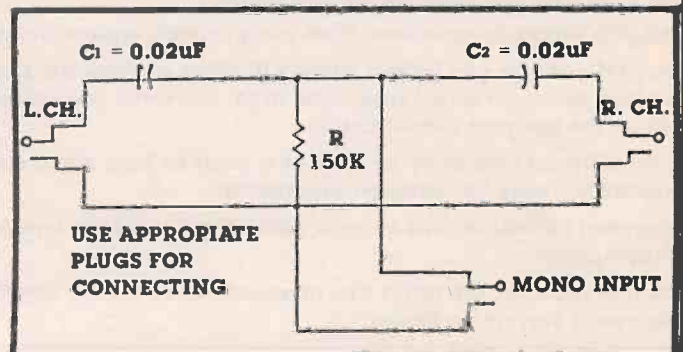 C1 = 0.02uF
C2 = 0.02uF
L.CH.
R. CH.
R
150K
USE APPROPIATE
PLUGS FOR
CONNECTING
MONO INPUT